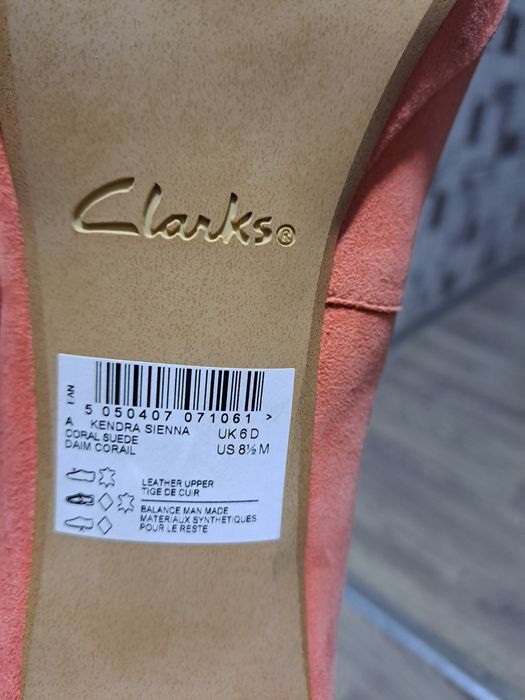 Clarks®
EAN
5 050407 071061 >
A KENDRA SIENNA UK 6 D
CORAL SUEDE US 8½ M
DAIM CORAIL
LEATHER UPPER
TIGE DE CUIR
BALANCE MAN MADE
MATERIAUX SYNTHETIQUES
POUR LE RESTE